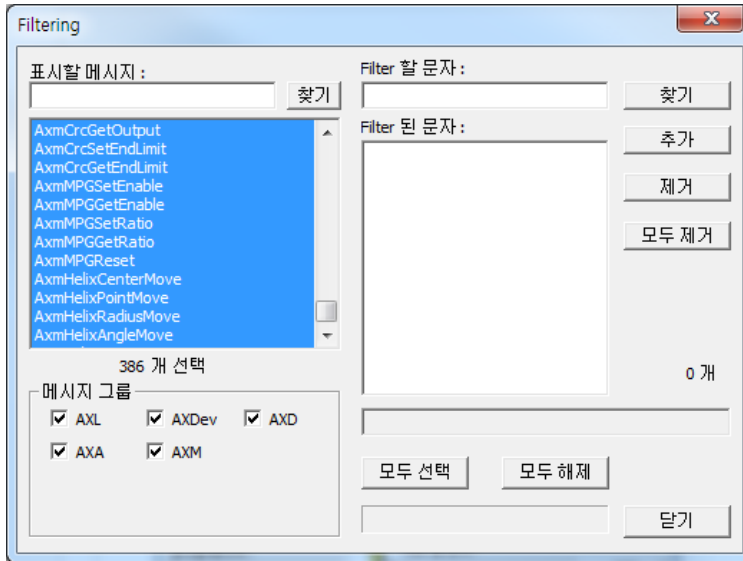 Filtering
표시할 메시지 :
찾기
AxmCrcGetOutput
AxmCrcSetEndLimit
AxmCrcGetEndLimit
AxmMPGSetEnable
AxmMPGGetEnable
AxmMPGSetRatio
AxmMPGGetRatio
AxmMPGReset
AxmHelixCenterMove
AxmHelixPointMove
AxmHelixRadiusMove
AxmHelixAngleMove
386 개 선택
메시지 그룹
AXL AXDev AXD
AXA AXM
Filter 할 문자 :
찾기
Filter 된 문자 :
추가
제거
모두 제거
0 개
모두 선택 모두 해제
닫기